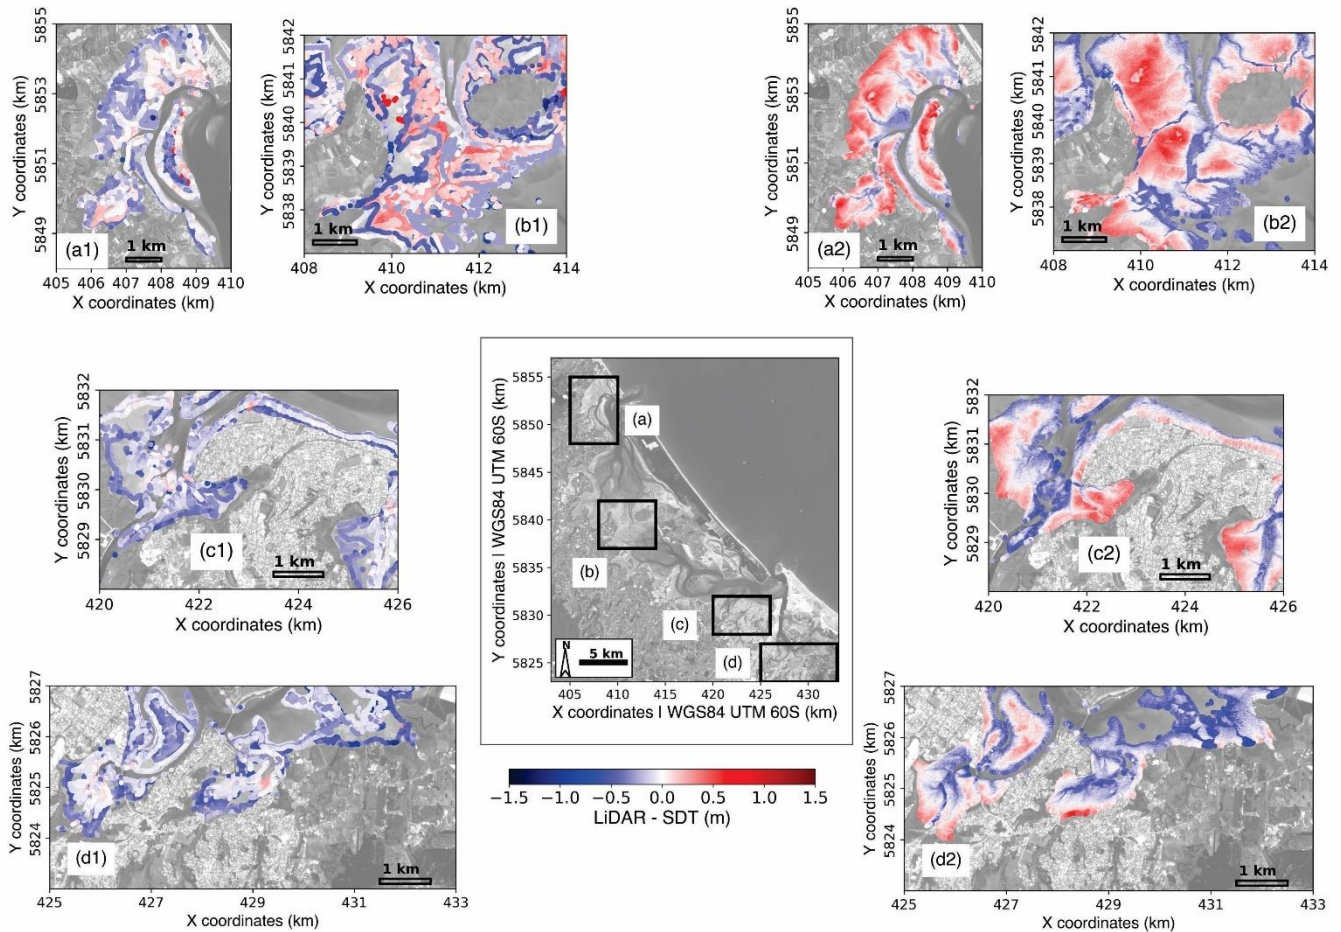 5855
5853
5851
5849
Y coordinates (km)
(a1)
1 km
405 406 407 408 409 410
X coordinates (km)
5842
5841
5840
5839
5838
Y coordinates (km)
(b1)
1 km
408 410 412 414
X coordinates (km)
5855
5853
5851
5849
Y coordinates (km)
(a2)
1 km
405 406 407 408 409 410
X coordinates (km)
5842
5841
5840
5839
5838
Y coordinates (km)
(b2)
1 km
408 410 412 414
X coordinates (km)
5832
5831
5830
5829
Y coordinates (km)
(c1)
1 km
420 422 424 426
X coordinates (km)
5855
5850
5845
5840
5835
5830
5825
Y coordinates I WGS84 UTM 60S (km)
(a)
(b)
(c)
(d)
N
5 km
405 410 420 425 430
X coordinates I WGS84 UTM 60S (km)
5832
5831
5830
5829
Y coordinates (km)
(c2)
1 km
420 422 424 426
X coordinates (km)
5827
5826
5825
5824
Y coordinates (km)
(d1)
1 km
425 427 429 431 433
X coordinates (km)
−1.5 −1.0 −0.5 0.0 0.5 1.0 1.5
LiDAR - SDT (m)
5827
5826
5825
5824
Y coordinates (km)
(d2)
1 km
425 427 429 431 433
X coordinates (km)